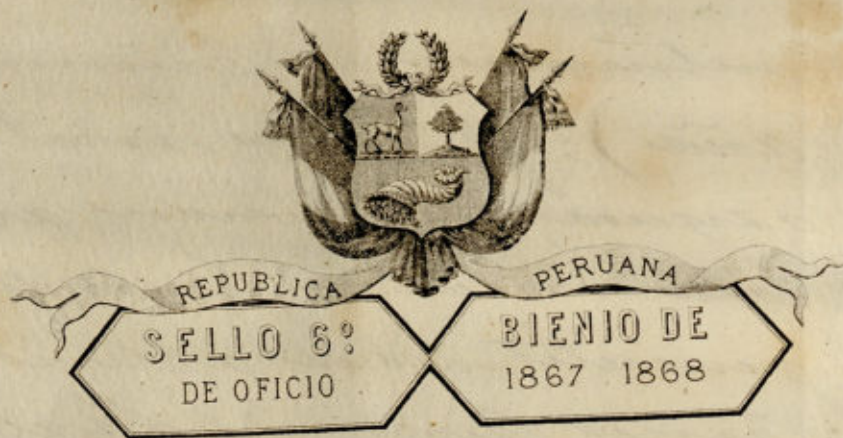 REPUBLICA PERUANA
SELLO 6º BIENIO DE
DE OFICIO 1867 1868